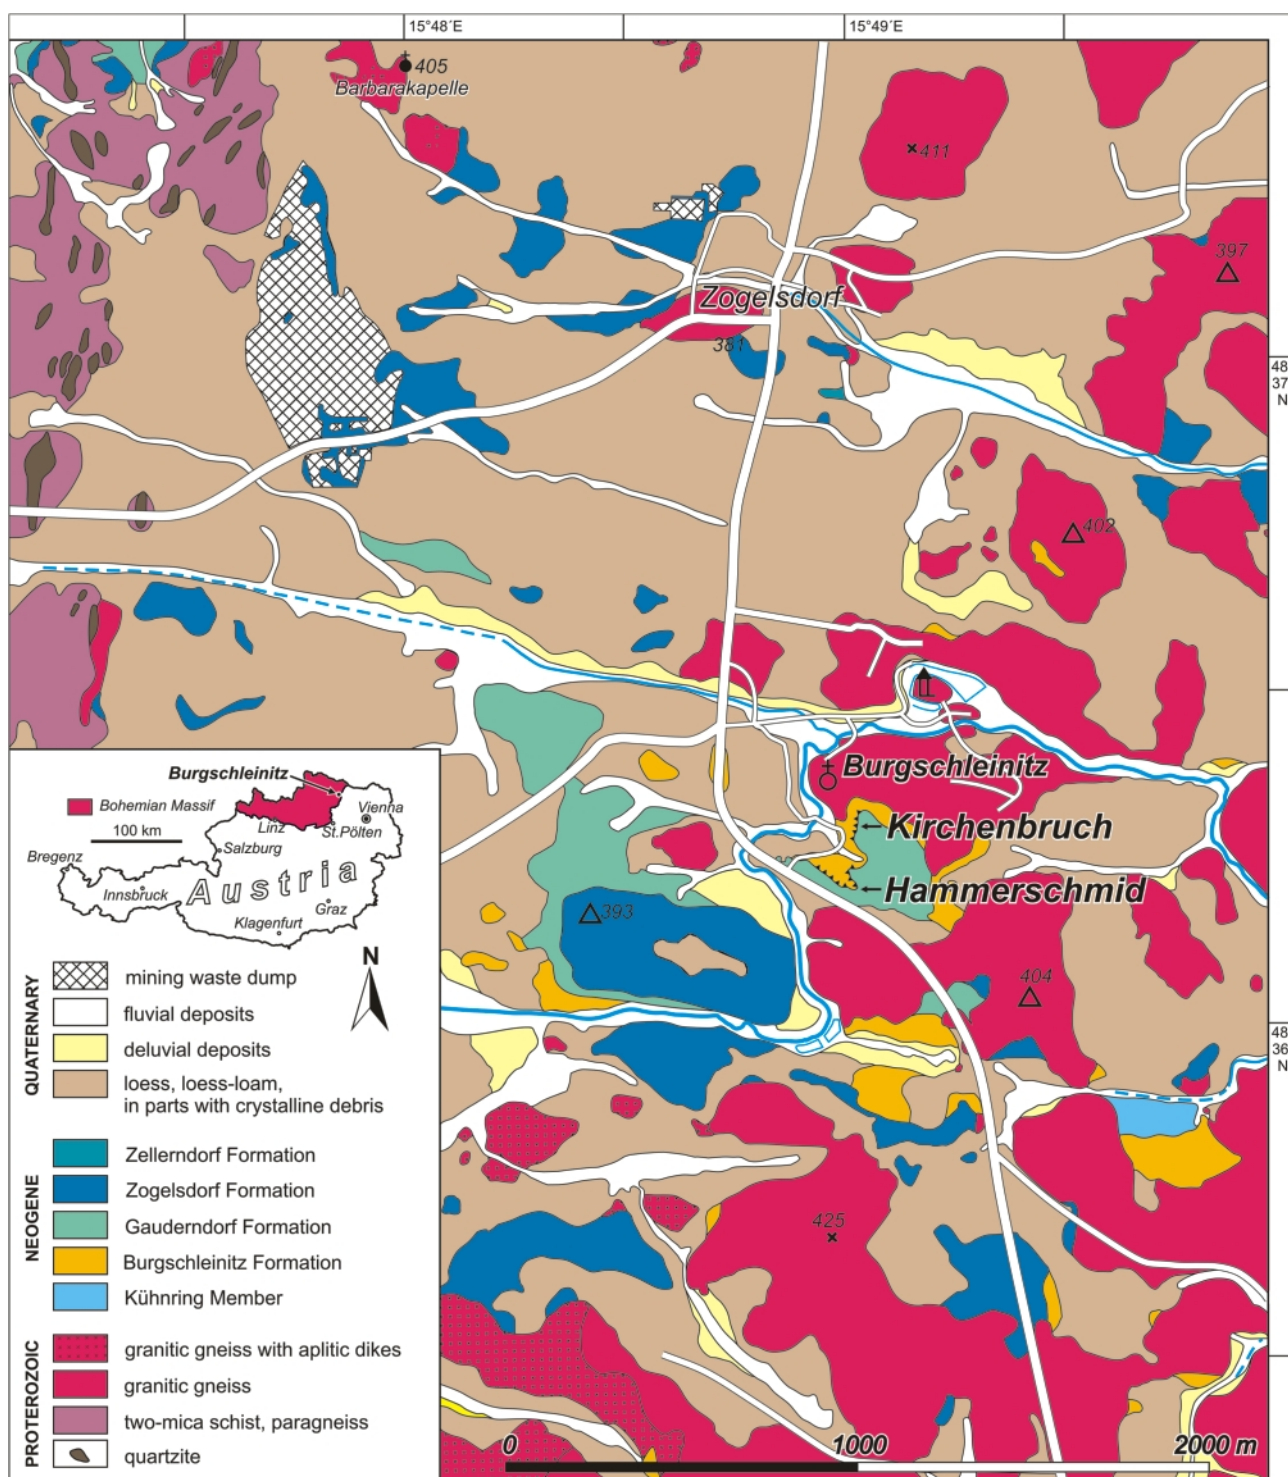 15°48´E
15°49´E
405
Barbarakapelle
411
397
Zogelsdorf
381
48
37
N
402
Burgschleinitz
Kirchenbruch
Hammerschmid
393
404
48
36
N
425
Burgschleinitz
Bohemian Massif
100 km
Vienna
Linz
St.Pölten
Salzburg
Bregenz
Innsbruck
Austria
Graz
Klagenfurt
N
QUATERNARY
mining waste dump
fluvial deposits
deluvial deposits
loess, loess-loam,
in parts with crystalline debris
NEOGENE
Zellerndorf Formation
Zogelsdorf Formation
Gauderndorf Formation
Burgschleinitz Formation
Kühnring Member
PROTEROZOIC
granitic gneiss with aplitic dikes
granitic gneiss
two-mica schist, paragneiss
quartzite
0 1000 2000 m